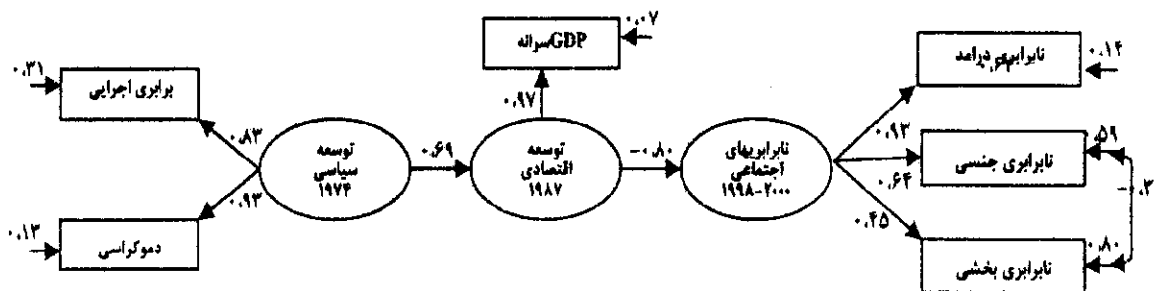 ۰.۰۷
GDPسرانه
۰.۱۴
نابرابری درامد
۰.۳۱
برابری اجرایی
۰.۹۷
۰.۸۳
۰.۹۳
توسعه
سیاسی
۱۹۷۴
۰.۶۹
توسعه
اقتصادی
۱۹۸۷
-۰.۸۰
نابرابریهای
اجتماعی
۱۹۹۸-۲۰۰۰
۰.۵۹
نابرابری جنسی
۰.۶۴
۰.۹۳
۰.۴۵
-۰.۳
۰.۱۳
دموکراسی
۰.۸۰
نابرابری بخشی